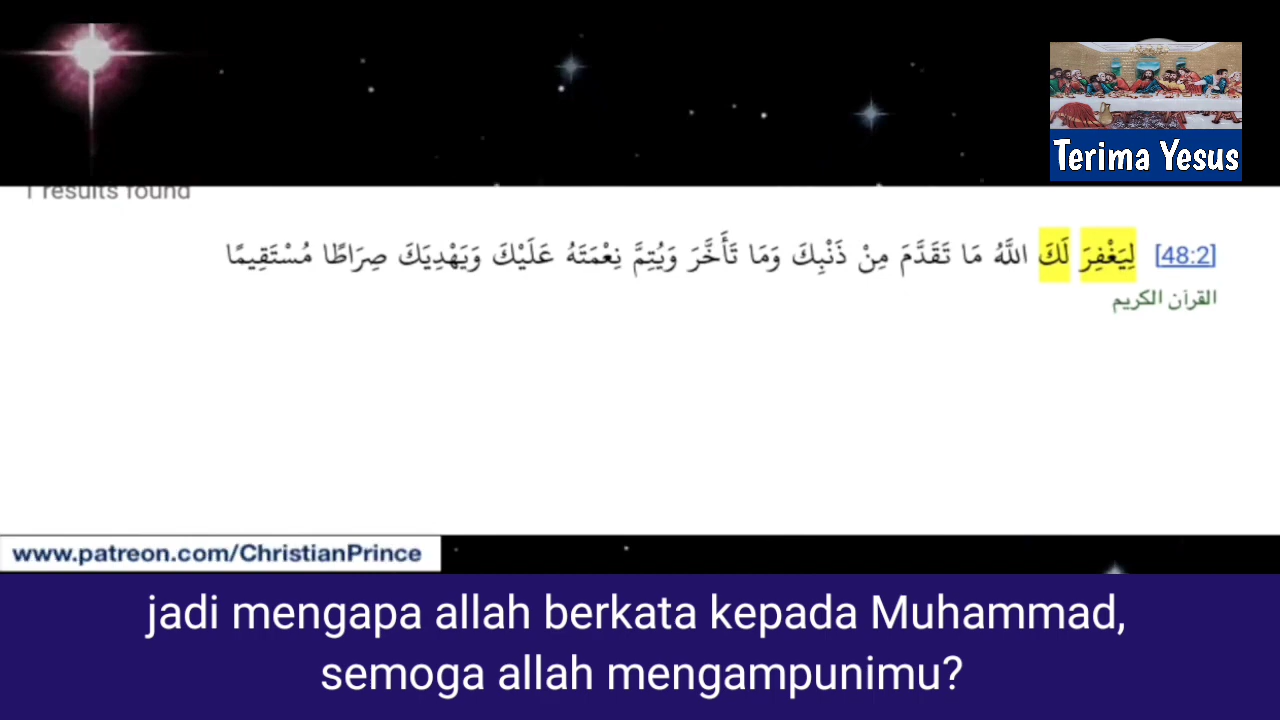 Terima Yesus
1 results found
[48:2] لِيَغْفِرَ لَكَ اللَّهُ مَا تَقَدَّمَ مِنْ ذَنْبِكَ وَمَا تَأَخَّرَ وَيُتِمَّ نِعْمَتَهُ عَلَيْكَ وَيَهْدِيَكَ صِرَاطًا مُسْتَقِيمًا
القرآن الكريم
www.patreon.com/ChristianPrince
jadi mengapa allah berkata kepada Muhammad,
semoga allah mengampunimu?